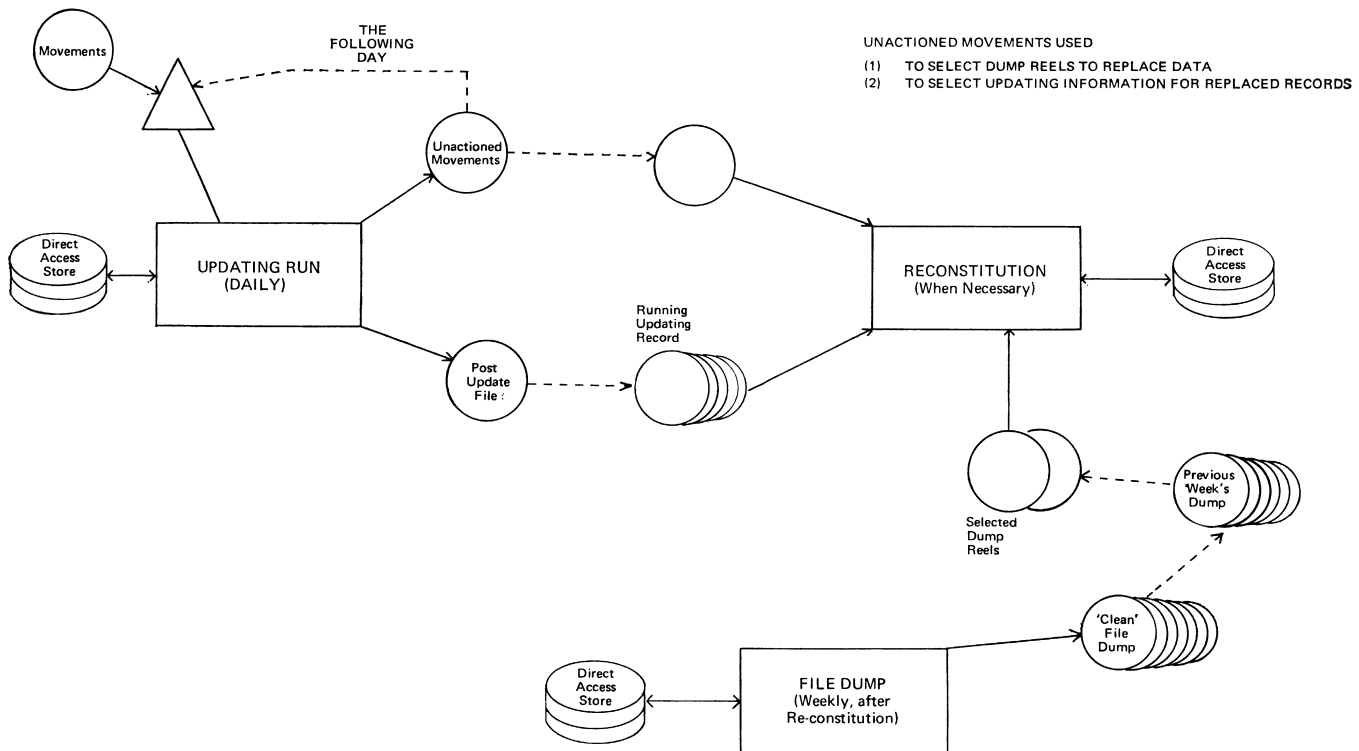 THE
FOLLOWING
DAY
Movements
UNACTIONED MOVEMENTS USED
(1) TO SELECT DUMP REELS TO REPLACE DATA
(2) TO SELECT UPDATING INFORMATION FOR REPLACED RECORDS
Unactioned
Movements
Direct
Access
Store
UPDATING RUN
(DAILY)
RECONSTITUTION
(When Necessary)
Direct
Access
Store
Running
Updating
Record
Post
Update
File
Selected
Dump
Reels
Previous
'Week's
Dump
'Clean'
File
Dump
Direct
Access
Store
FILE DUMP
(Weekly, after
Re-constitution)